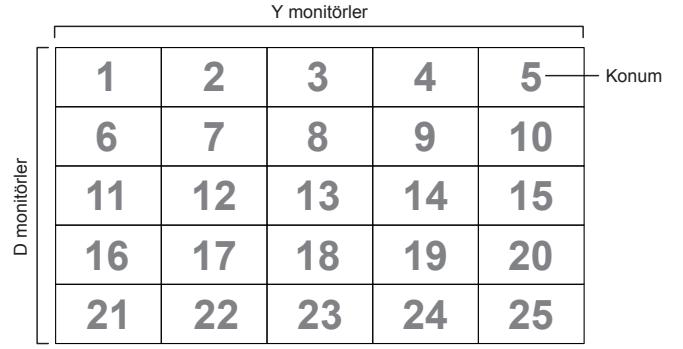 Y monitörler
1 2 3 4 5 Konum
6 7 8 9 10
D monitörler
11 12 13 14 15
16 17 18 19 20
21 22 23 24 25